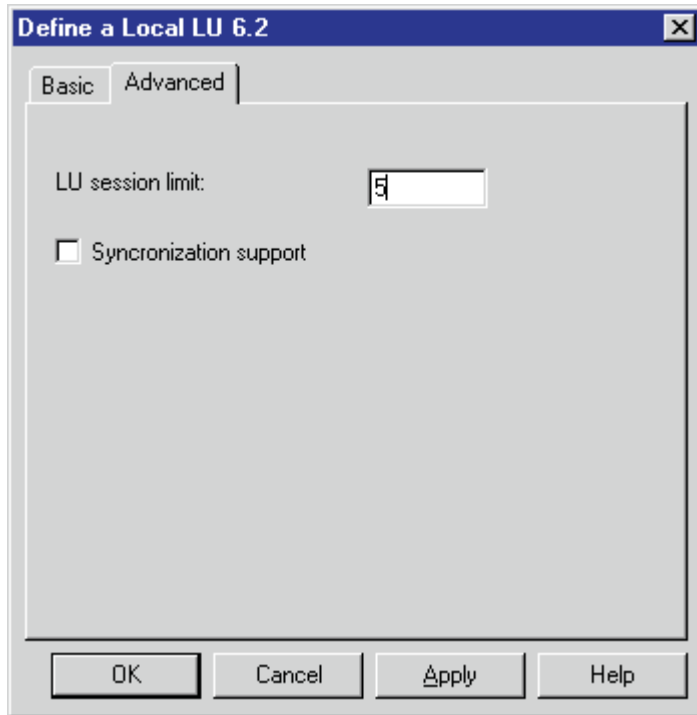 Define a Local LU 6.2
Basic
Advanced
LU session limit:
5
Syncronization support
OK
Cancel
Apply
Help